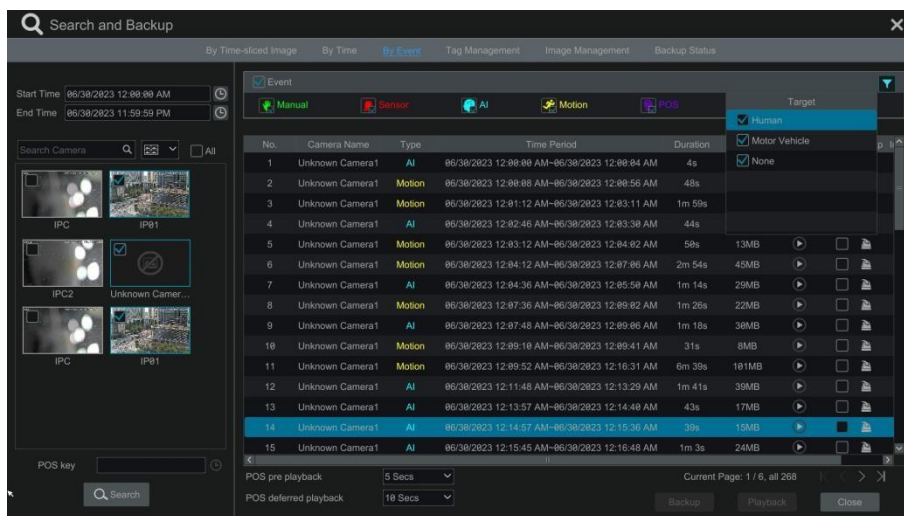 Search and Backup
By Time-sliced Image By Time By Event Tag Management Image Management Backup Status
Start Time 06/30/2023 12:00:00 AM
End Time 06/30/2023 11:59:59 PM
Search Camera All
IPC IP01
IPC2 Unknown Camer...
IPC IP01
POS key
Search
Event
Manual Sensor AI Motion POS
Target
Human
Motor Vehicle
None
No. Camera Name Type Time Period Duration
1 Unknown Camera1 AI 06/30/2023 12:00:00 AM~06/30/2023 12:00:04 AM 4s
2 Unknown Camera1 Motion 06/30/2023 12:00:08 AM~06/30/2023 12:00:56 AM 48s
3 Unknown Camera1 Motion 06/30/2023 12:01:12 AM~06/30/2023 12:03:11 AM 1m 59s
4 Unknown Camera1 AI 06/30/2023 12:02:46 AM~06/30/2023 12:03:30 AM 44s
5 Unknown Camera1 Motion 06/30/2023 12:03:12 AM~06/30/2023 12:04:02 AM 50s 13MB
6 Unknown Camera1 Motion 06/30/2023 12:04:12 AM~06/30/2023 12:07:06 AM 2m 54s 45MB
7 Unknown Camera1 AI 06/30/2023 12:04:36 AM~06/30/2023 12:05:50 AM 1m 14s 29MB
8 Unknown Camera1 Motion 06/30/2023 12:07:36 AM~06/30/2023 12:09:02 AM 1m 26s 22MB
9 Unknown Camera1 AI 06/30/2023 12:07:48 AM~06/30/2023 12:09:06 AM 1m 18s 30MB
10 Unknown Camera1 Motion 06/30/2023 12:09:10 AM~06/30/2023 12:09:41 AM 31s 8MB
11 Unknown Camera1 Motion 06/30/2023 12:09:52 AM~06/30/2023 12:16:31 AM 6m 39s 101MB
12 Unknown Camera1 AI 06/30/2023 12:11:48 AM~06/30/2023 12:13:29 AM 1m 41s 39MB
13 Unknown Camera1 AI 06/30/2023 12:13:57 AM~06/30/2023 12:14:40 AM 43s 17MB
14 Unknown Camera1 AI 06/30/2023 12:14:57 AM~06/30/2023 12:15:36 AM 39s 15MB
15 Unknown Camera1 AI 06/30/2023 12:15:45 AM~06/30/2023 12:16:48 AM 1m 3s 24MB
POS pre playback 5 Secs
Current Page: 1 / 6, all 268
POS deferred playback 10 Secs
Backup Playback Close